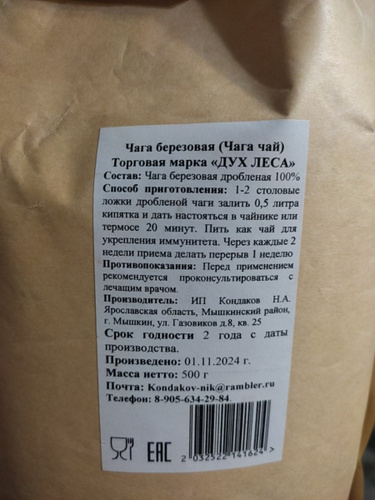 Чага березовая (Чага чай)
Торговая марка «ДУХ ЛЕСА»
Состав: Чага березовая дробленая 100%
Способ приготовления: 1-2 столовые
ложки дробленой чаги залить 0,5 литра
кипятка и дать настояться в чайнике или
термосе 20 минут. Пить как чай для
укрепления иммунитета. Через каждые 2
недели приема делать перерыв 1 неделю
Противопоказания: Перед применением
рекомендуется проконсультироваться с
лечащим врачом.
Производитель: ИП Кондаков Н.А.
Ярославская область, Мышкинский район,
г. Мышкин, ул. Газовиков д.8, кв. 25
Срок годности 2 года с даты
производства.
Произведено: 01.11.2024 г.
Масса нетто: 500 г
Почта: Kondakov-nik@rambler.ru
Телефон: 8-905-634-29-84
EAC
2 032522 141624 >